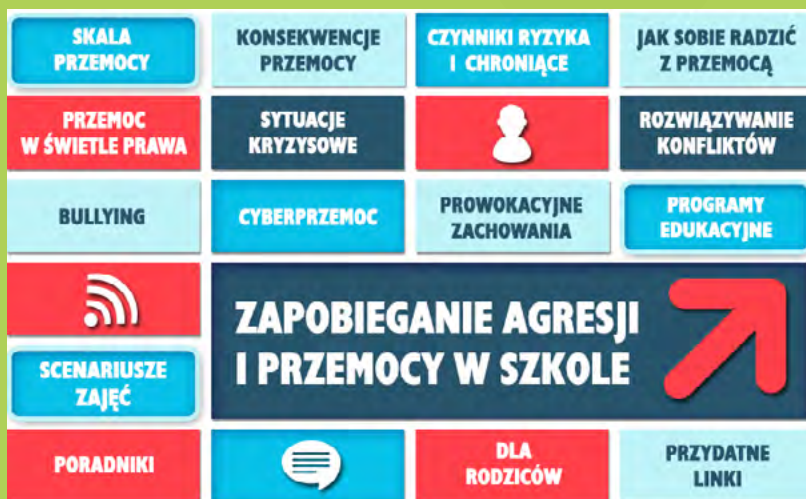 SKALA
PRZEMOCY
KONSEKWENCJE
PRZEMOCY
CZYNNIKI RYZYKA
I CHRONIĄCE
JAK SOBIE RADZIĆ
Z PRZEMOCĄ
PRZEMOC
W ŚWIETLE PRAWA
SYTUACJE
KRYZYSOWE
ROZWIĄZYWANIE
KONFLIKTÓW
BULLYING
CYBERPRZEMOC
PROWOKACYJNE
ZACHOWANIA
PROGRAMY
EDUKACYJNE
ZAPOBIEGANIE AGRESJI
I PRZEMOCY W SZKOLE
SCENARIUSZE
ZAJĘĆ
PORADNIKI
DLA
RODZICÓW
PRZYDATNE
LINKI